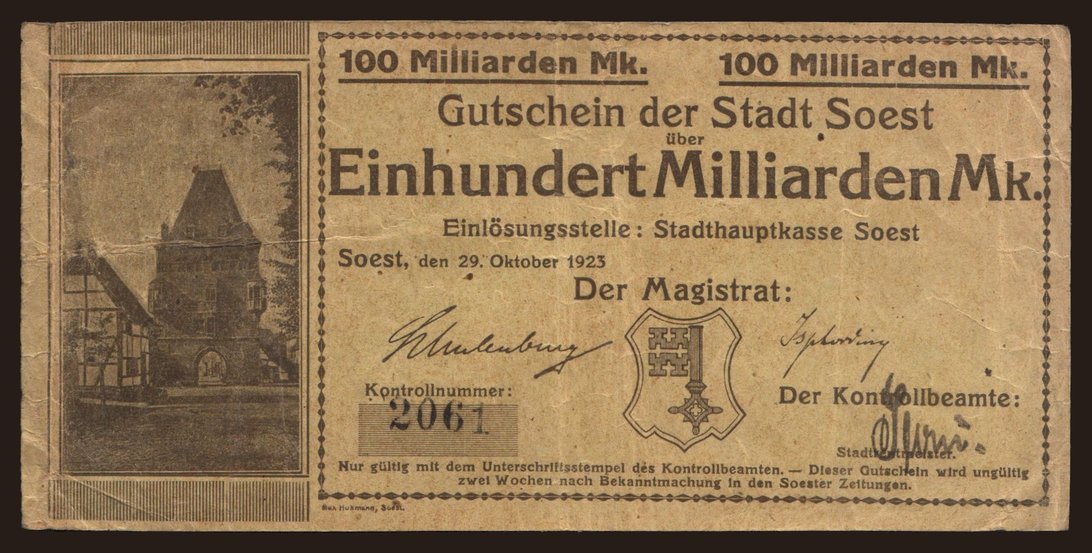 100 Milliarden Mk. 100 Milliarden Mk.
Gutschein der Stadt Soest
über
Einhundert Milliarden Mk.
Einlösungsstelle: Stadthauptkasse Soest
Soest, den 29. Oktober 1923
Der Magistrat:
Kontrollnummer:
2061
Der Kontrollbeamte:
Stadtrentmeister.
Nur gültig mit dem Unterschriftsstempel des Kontrollbeamten. — Dieser Gutschein wird ungültig
zwei Wochen nach Bekanntmachung in den Soester Zeitungen.
Soest.